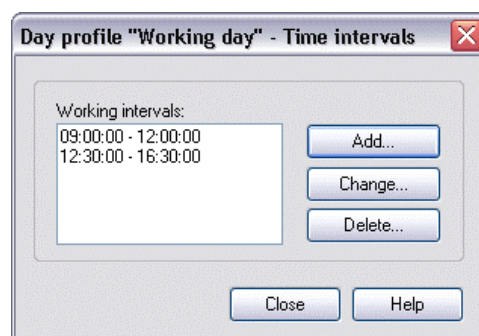 Day profile "Working day" - Time intervals
Working intervals:
09:00:00 - 12:00:00
12:30:00 - 16:30:00
Add...
Change...
Delete...
Close
Help